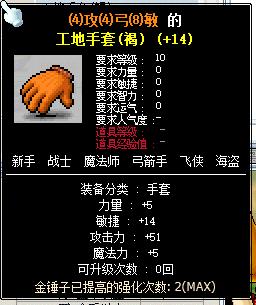 (4)攻(4)弓(8)敏 的
工地手套(褐) (+14)
要求等级： 10
要求力量： 0
要求敏捷： 0
要求智力： 0
要求运气： 0
要求人气度： -
道具等级： -
道具经验值： -
新手 战士 魔法师 弓箭手 飞侠 海盗
装备分类 : 手套
力量 : +5
敏捷 : +14
攻击力 : +51
魔法力 : +5
可升级次数 : 0回
金锤子已提高的强化次数: 2(MAX)